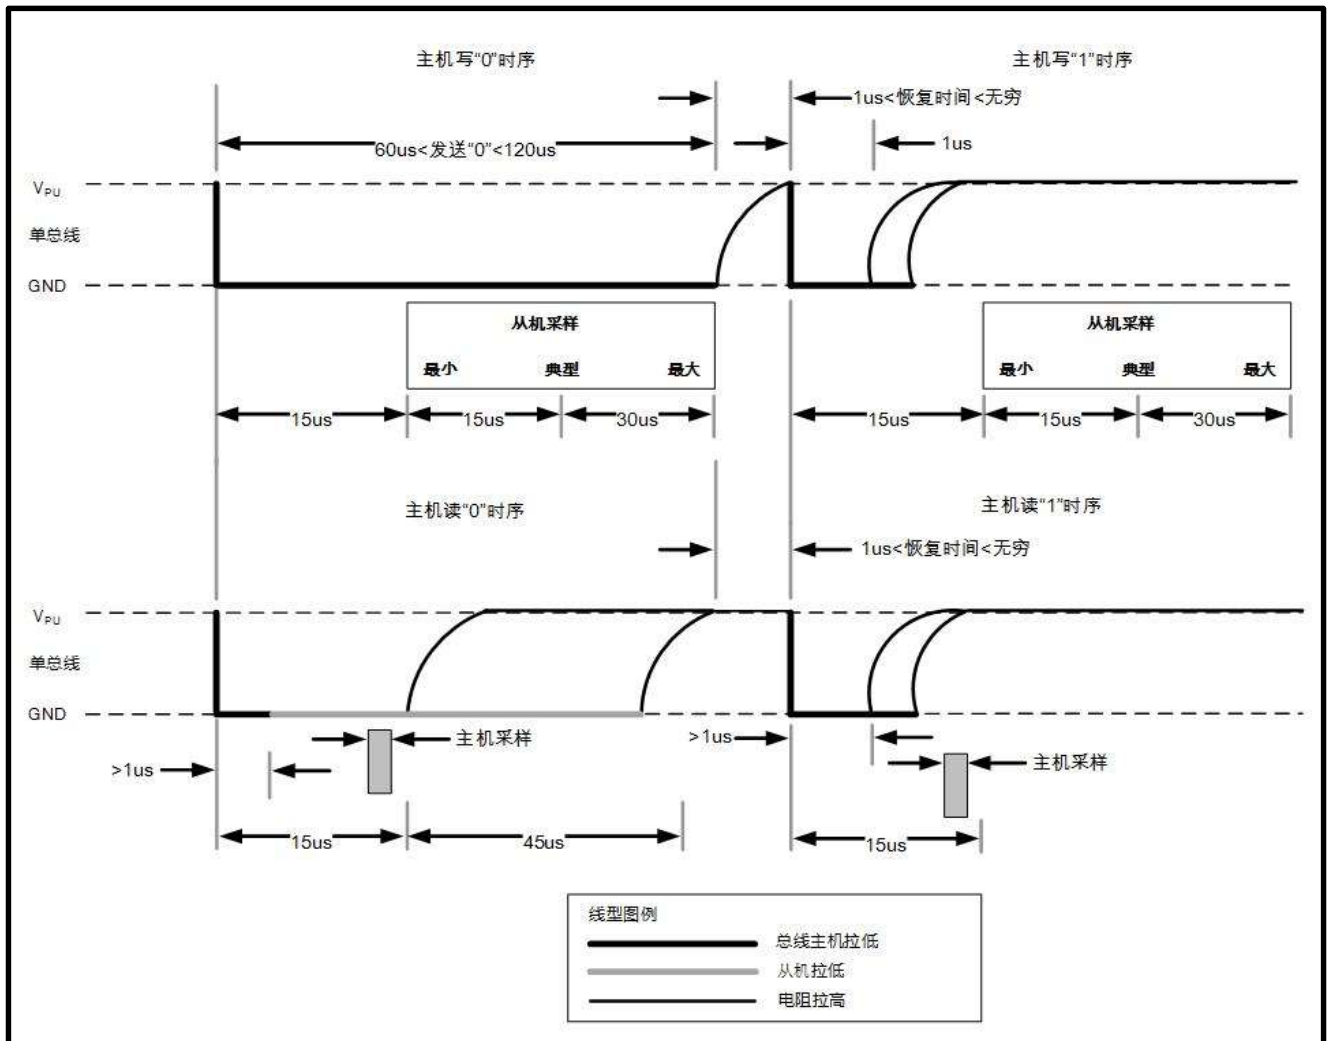 主机写“0”时序
主机写“1”时序
1us<恢复时间<无穷
60us<发送“0”<120us
1us
VPU
单总线
GND
从机采样
最小 典型 最大
从机采样
最小 典型 最大
15us 15us 30us
15us 15us 30us
主机读“0”时序
主机读“1”时序
1us<恢复时间<无穷
VPU
单总线
GND
主机采样
>1us
>1us
主机采样
15us
45us
15us
线型图例
总线主机拉低
从机拉低
电阻拉高